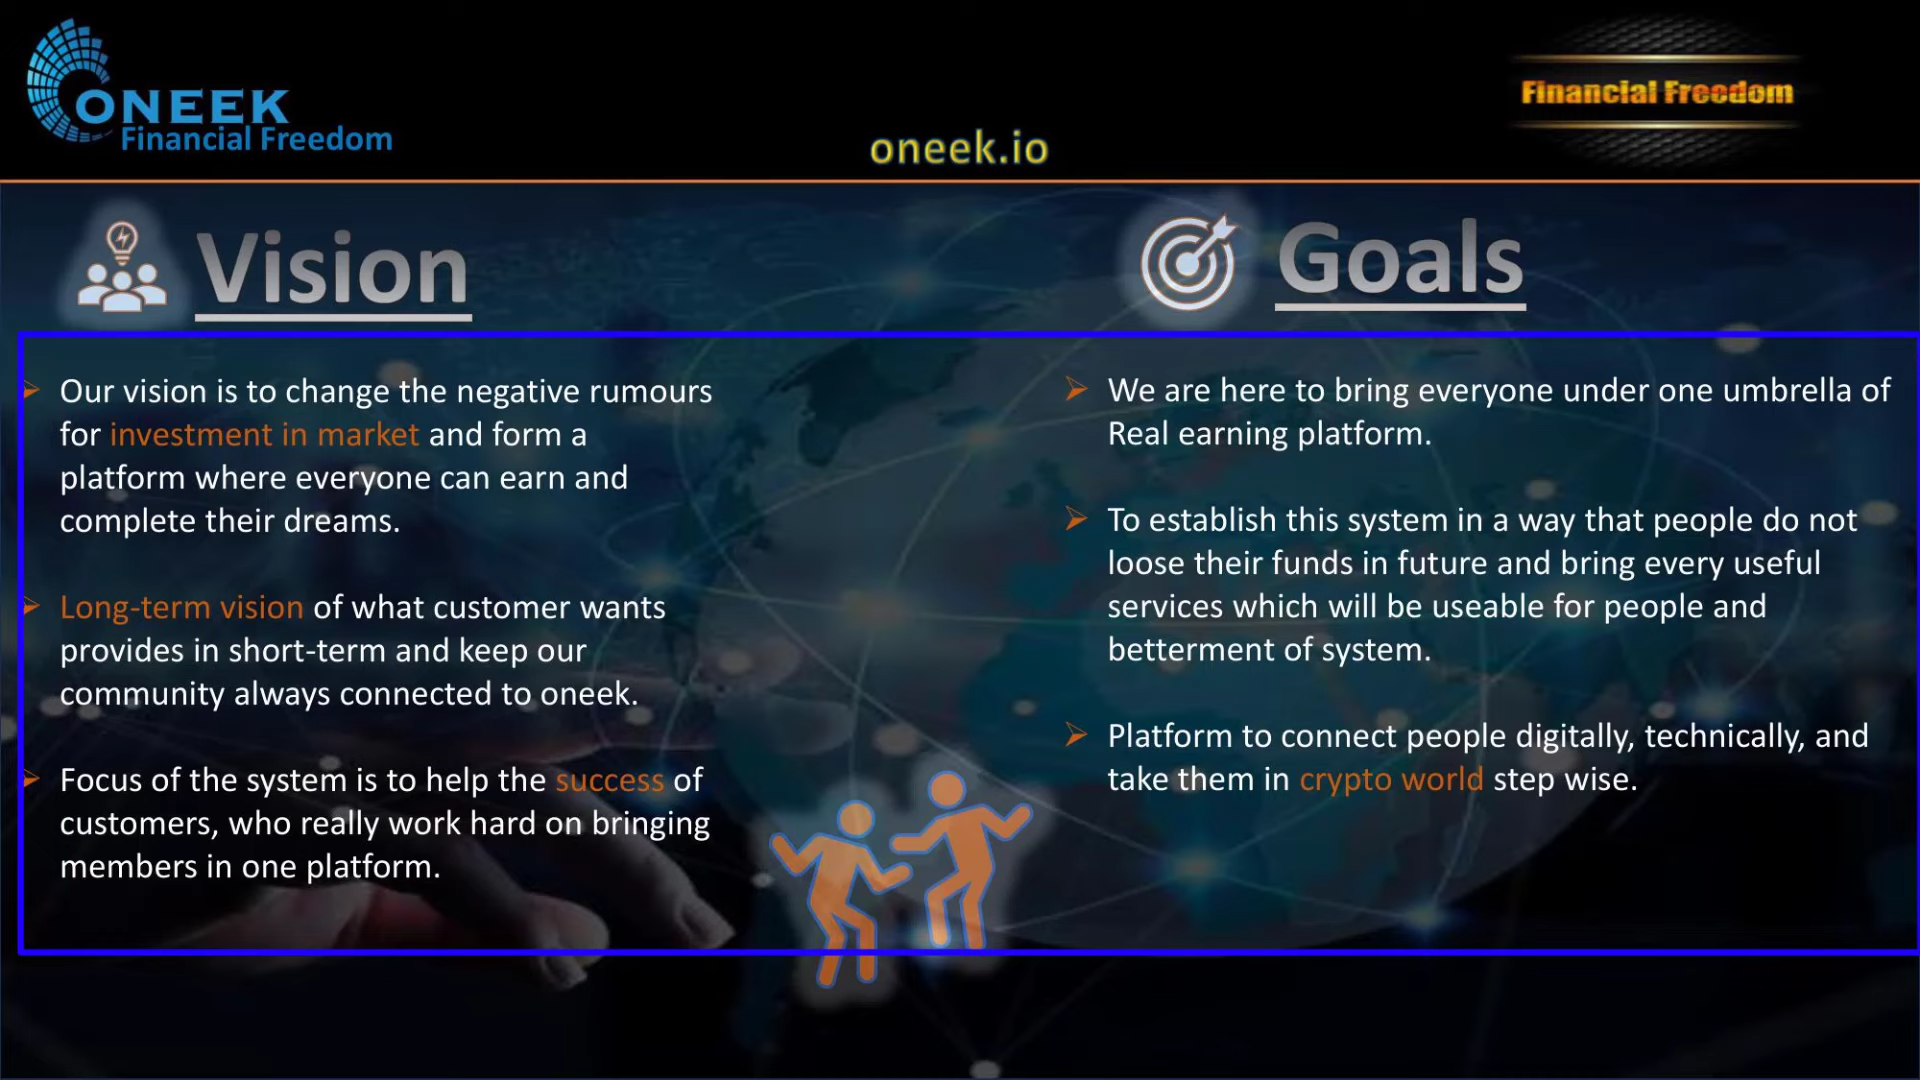 ONEEK
Financial Freedom
oneek.io
Financial Freedom
Vision
Our vision is to change the negative rumours
for investment in market and form a
platform where everyone can earn and
complete their dreams.
Long-term vision of what customer wants
provides in short-term and keep our
community always connected to oneek.
Focus of the system is to help the success of
customers, who really work hard on bringing
members in one platform.
Goals
We are here to bring everyone under one umbrella of
Real earning platform.
To establish this system in a way that people do not
loose their funds in future and bring every useful
services which will be useable for people and
betterment of system.
Platform to connect people digitally, technically, and
take them in crypto world step wise.